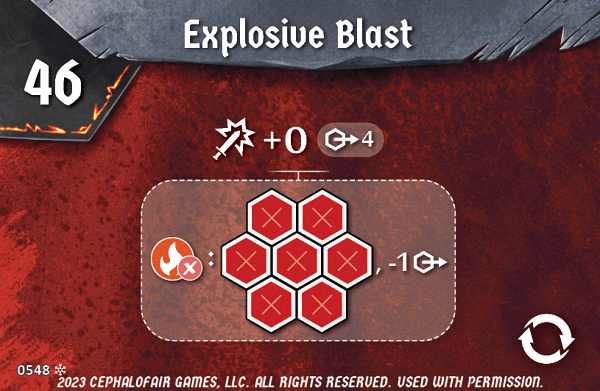 Explosive Blast
46
+0 4
: , -1
0548
2023 CEPHALOFAIR GAMES, LLC. ALL RIGHTS RESERVED. USED WITH PERMISSION.